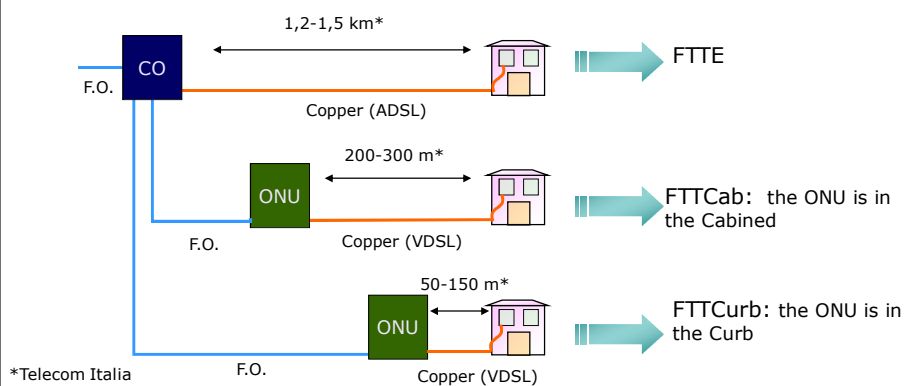 1,2-1,5 km*
CO
FTTE
F.O.
Copper (ADSL)
200-300 m*
ONU
FTTCab: the ONU is in
the Cabined
F.O.
Copper (VDSL)
50-150 m*
ONU
FTTCurb: the ONU is in
the Curb
F.O.
Copper (VDSL)
*Telecom Italia